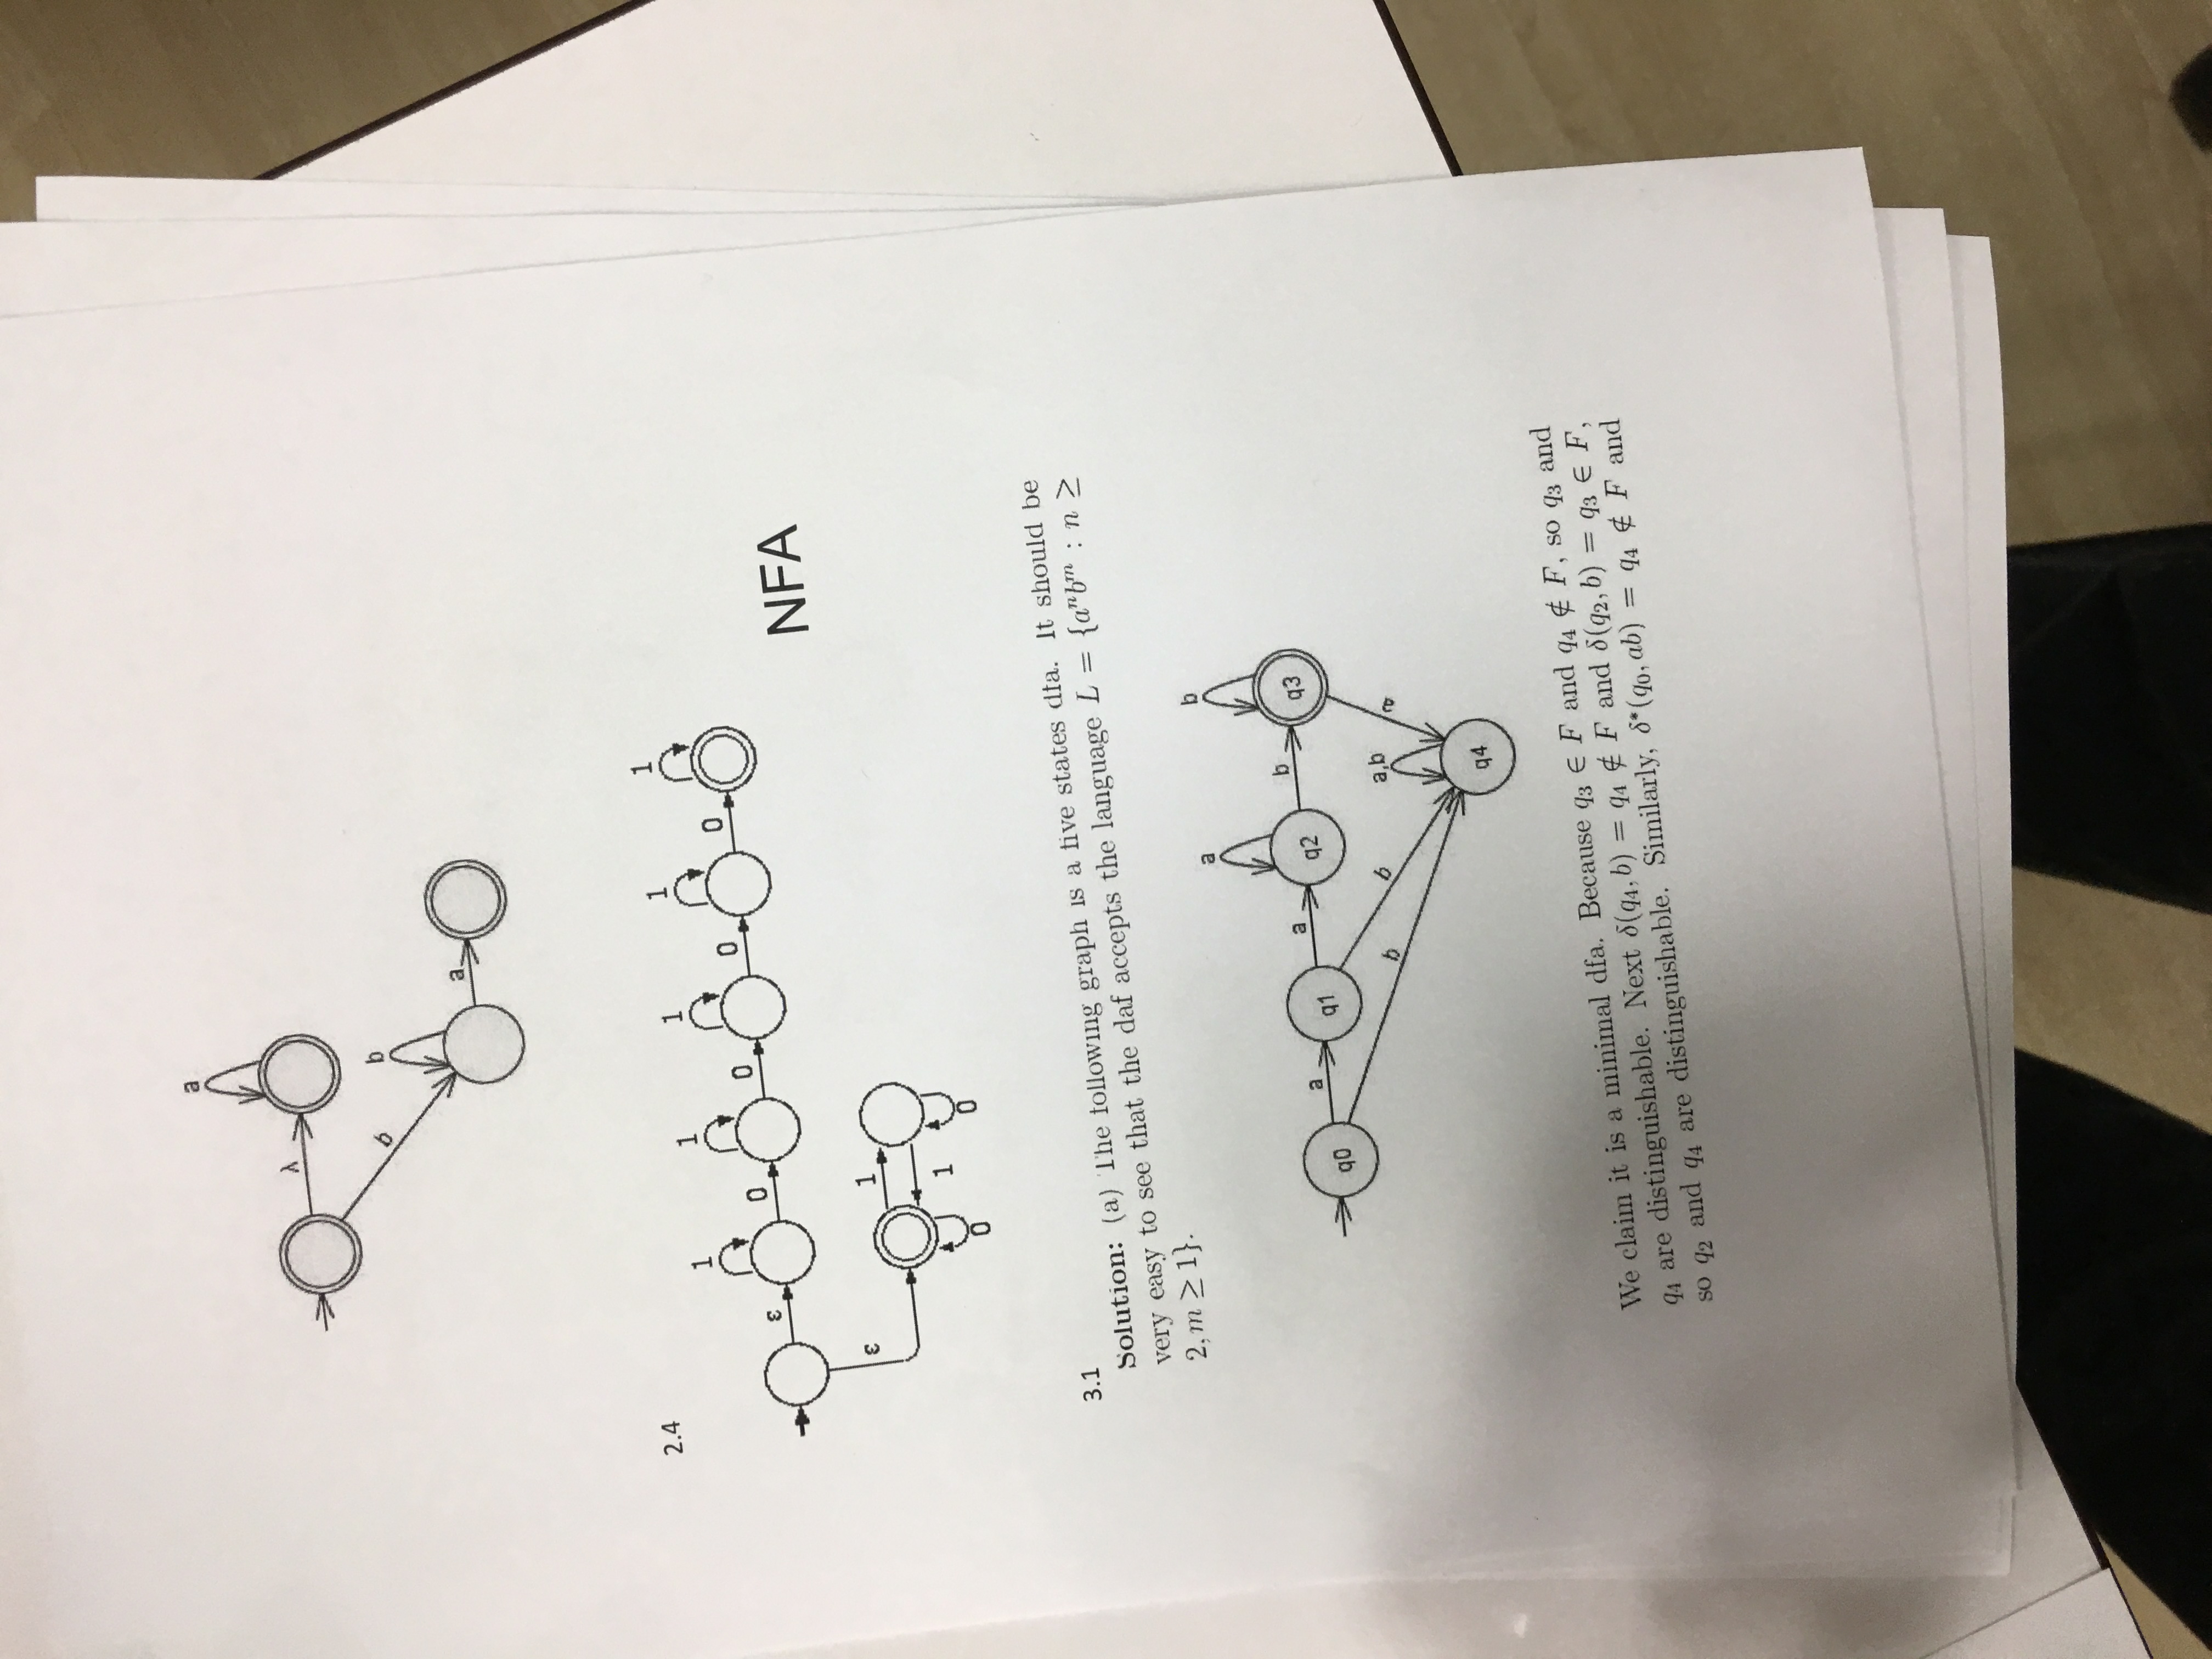 a
λ
b
b
a
2.4
1
1
1
1
1
ε
0
0
0
0
0
NFA
ε
1
1
0
0
3.1
Solution: (a) The following graph is a five states dfa. It should be
very easy to see that the daf accepts the language L = {aⁿbᵐ : n ≥
2, m ≥ 1}.
a
b
q0
a
q1
a
q2
b
q3
b
b
a,b
a
q4
We claim it is a minimal dfa. Because q₃ ∈ F and q₄ ∉ F, so q₃ and
q₄ are distinguishable. Next δ(q₄, b) = q₄ ∉ F and δ(q₂, b) = q₃ ∈ F,
so q₂ and q₄ are distinguishable. Similarly, δ*(q₀, ab) = q₄ ∉ F and